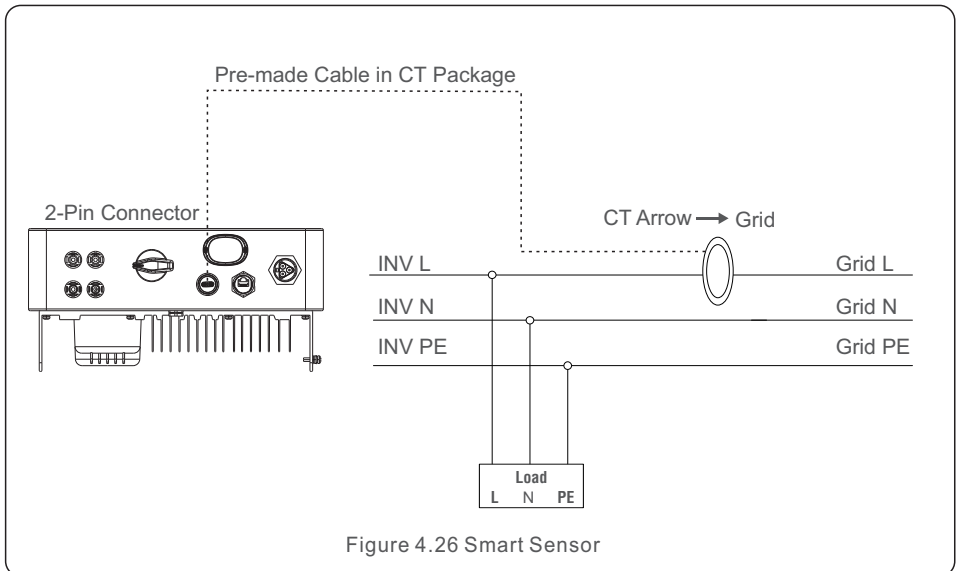 Pre-made Cable in CT Package
2-Pin Connector
CT Arrow → Grid
INV L
Grid L
INV N
Grid N
INV PE
Grid PE
Load
L N PE
Figure 4.26 Smart Sensor